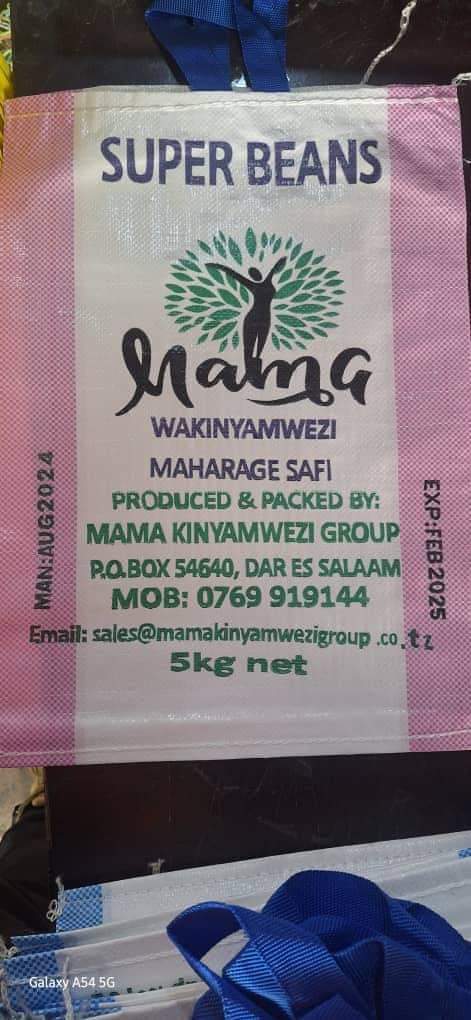 SUPER BEANS
Mama
WAKINYAMWEZI
MAHARAGE SAFI
PRODUCED & PACKED BY:
MAMA KINYAMWEZI GROUP
P.O.BOX 54640, DAR ES SALAAM
MOB: 0769 919144
Email: sales@mamakinyamwezigroup .co.tz
5kg net
MAN:AUG2024
EXP:FEB2025
Galaxy A54 5G